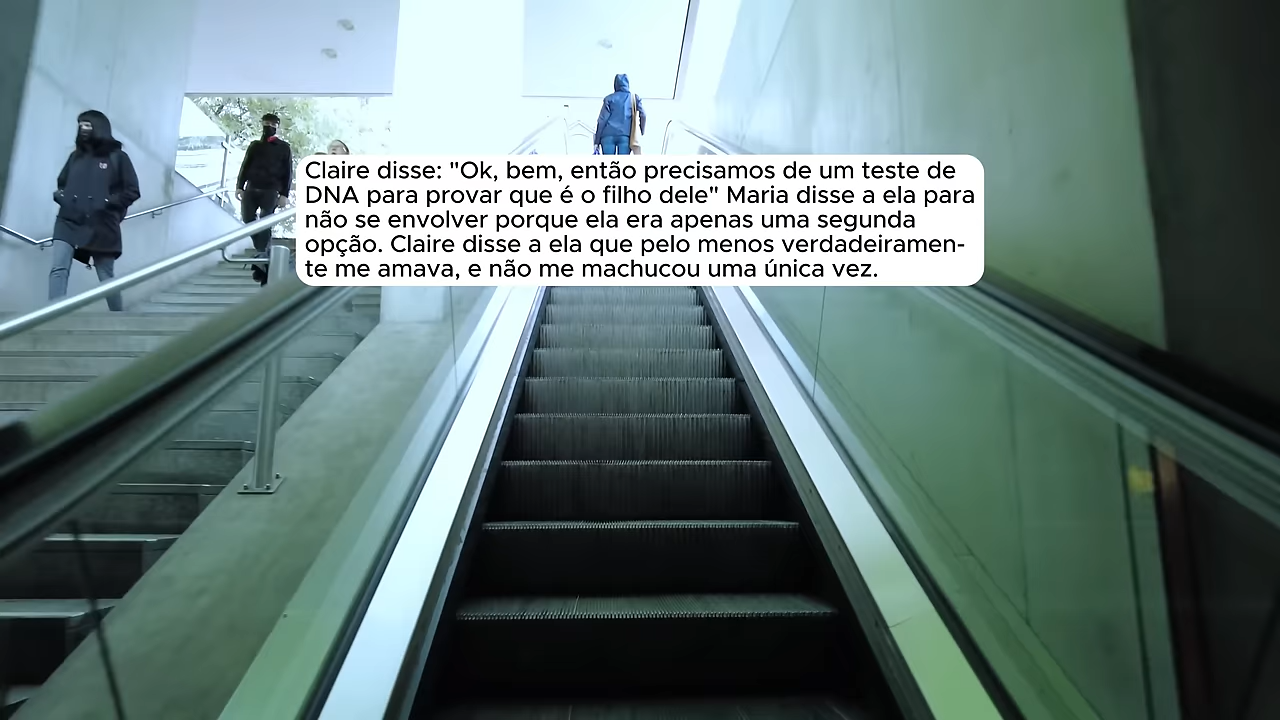 Claire disse: "Ok, bem, então precisamos de um teste de
DNA para provar que é o filho dele" Maria disse a ela para
não se envolver porque ela era apenas uma segunda
opção. Claire disse a ela que pelo menos verdadeiramen-
te me amava, e não me machucou uma única vez.